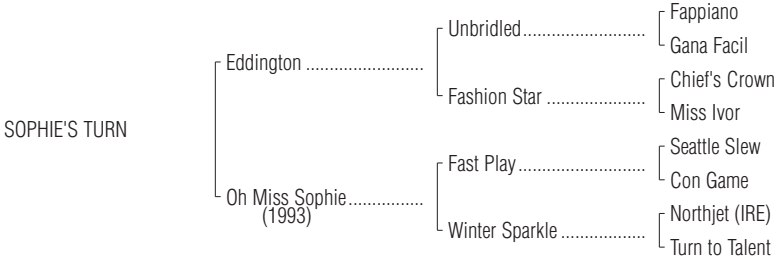 Fappiano
Unbridled
Gana Facil
Eddington
Chief's Crown
Fashion Star
Miss Ivor
SOPHIE'S TURN
Seattle Slew
Fast Play
Con Game
Oh Miss Sophie
(1993)
Northjet (IRE)
Winter Sparkle
Turn to Talent